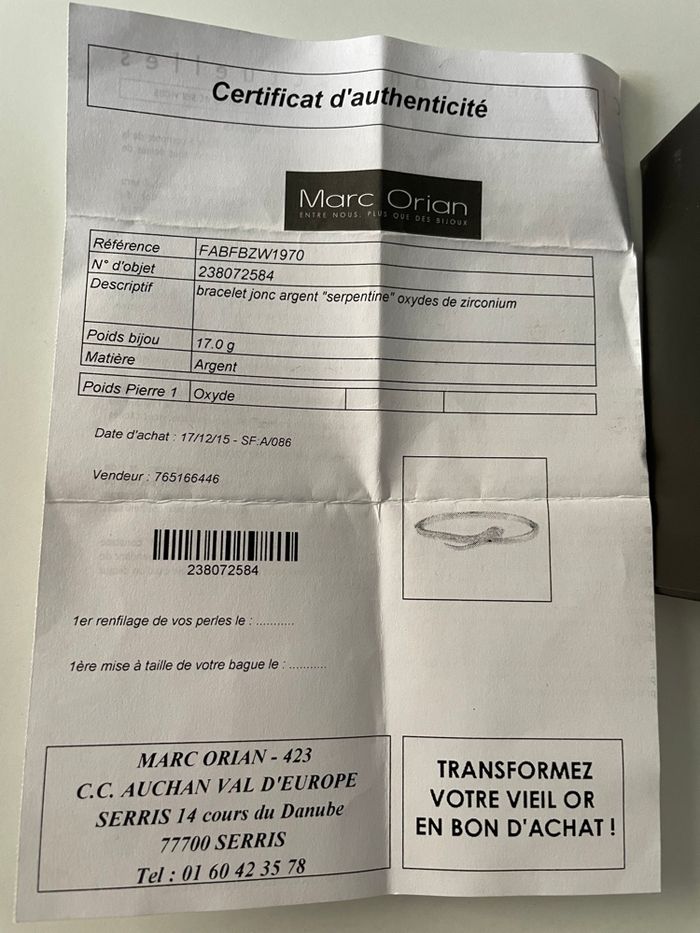 Certificat d'authenticité
Marc Orian
ENTRE NOUS, PLUS QUE DES BIJOUX
Référence FABFBZW1970
N° d'objet 238072584
Descriptif bracelet jonc argent "serpentine" oxydes de zirconium
Poids bijou 17.0 g
Matière Argent
Poids Pierre 1 Oxyde
Date d'achat : 17/12/15 - SF.A/086
Vendeur : 765166446
238072584
1er renfilage de vos perles le : ...........
1ère mise à taille de votre bague le : ...........
MARC ORIAN - 423
C.C. AUCHAN VAL D'EUROPE
SERRIS 14 cours du Danube
77700 SERRIS
Tel : 01 60 42 35 78
TRANSFORMEZ
VOTRE VIEIL OR
EN BON D'ACHAT !